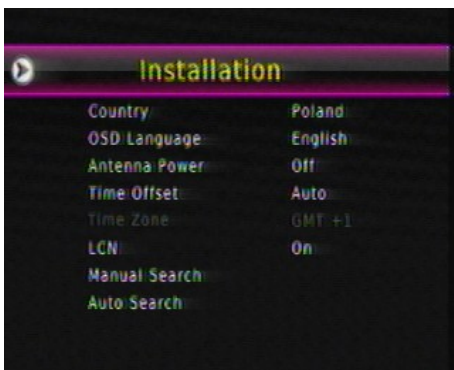 Installation
Country Poland
OSD Language English
Antenna Power Off
Time Offset Auto
Time Zone GMT +1
LCN On
Manual Search
Auto Search